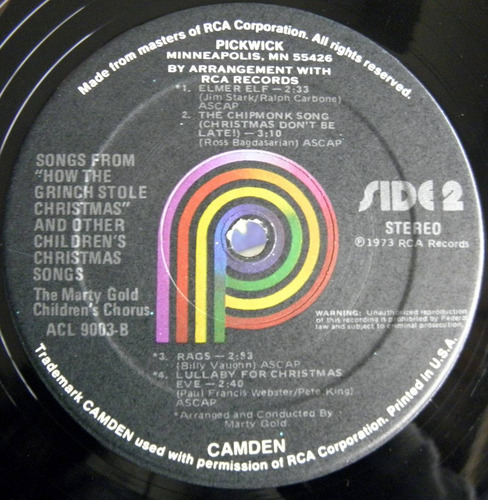 Made from masters of RCA Corporation. All rights reserved.
PICKWICK
MINNEAPOLIS, MN 55426
BY ARRANGEMENT WITH
RCA RECORDS
*1. ELMER ELF — 2:33
(Jim Stark/Ralph Carbone)
ASCAP
2. THE CHIPMONK SONG
(CHRISTMAS DON'T BE
LATE!) — 3:10
(Ross Bagdasarian) ASCAP
SONGS FROM
"HOW THE
GRINCH STOLE
CHRISTMAS"
AND OTHER
CHILDREN'S
CHRISTMAS
SONGS
The Marty Gold
Children's Chorus
ACL 9003-B
SIDE 2
STEREO
Ⓟ1973 RCA Records
WARNING: Unauthorized reproduction
of this recording is prohibited by Federal
law and subject to criminal prosecution.
*3. RAGS — 2:53
(Billy Vaughn) ASCAP
*4. LULLABY FOR CHRISTMAS
EVE — 2:40
(Paul Francis Webster/Pete King)
ASCAP
*Arranged and Conducted By
Marty Gold
CAMDEN
Trademark CAMDEN used with permission of RCA Corporation. Printed in U.S.A.